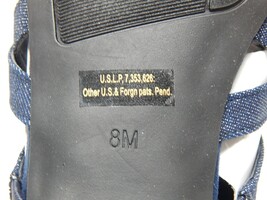 U.S.L.P. 7,353,626:
Other U.S.& Forgn pats. Pend.
8M